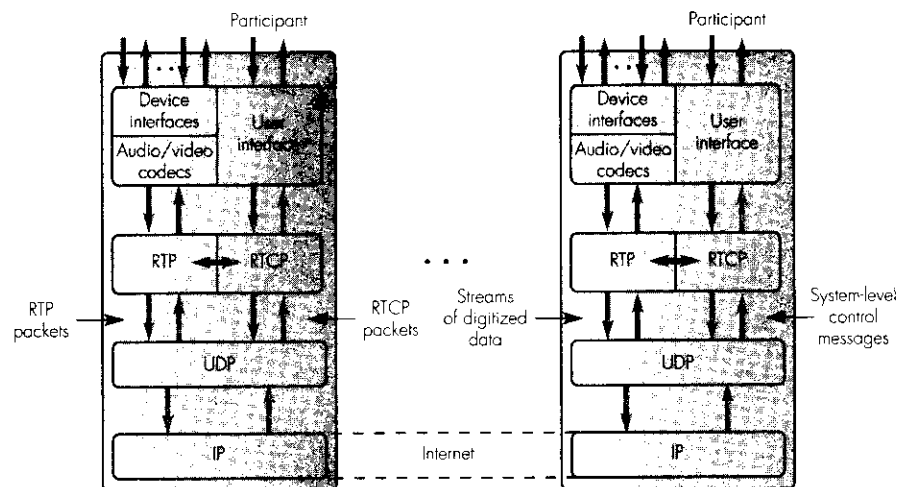 Participant
Participant
Device
interfaces
Audio/video
codecs
User
interface
RTP
RTCP
RTP
packets
RTCP
packets
UDP
IP
...
Internet
Streams
of digitized
data
Device
interfaces
Audio/video
codecs
User
interface
RTP
RTCP
System-level
control
messages
UDP
IP